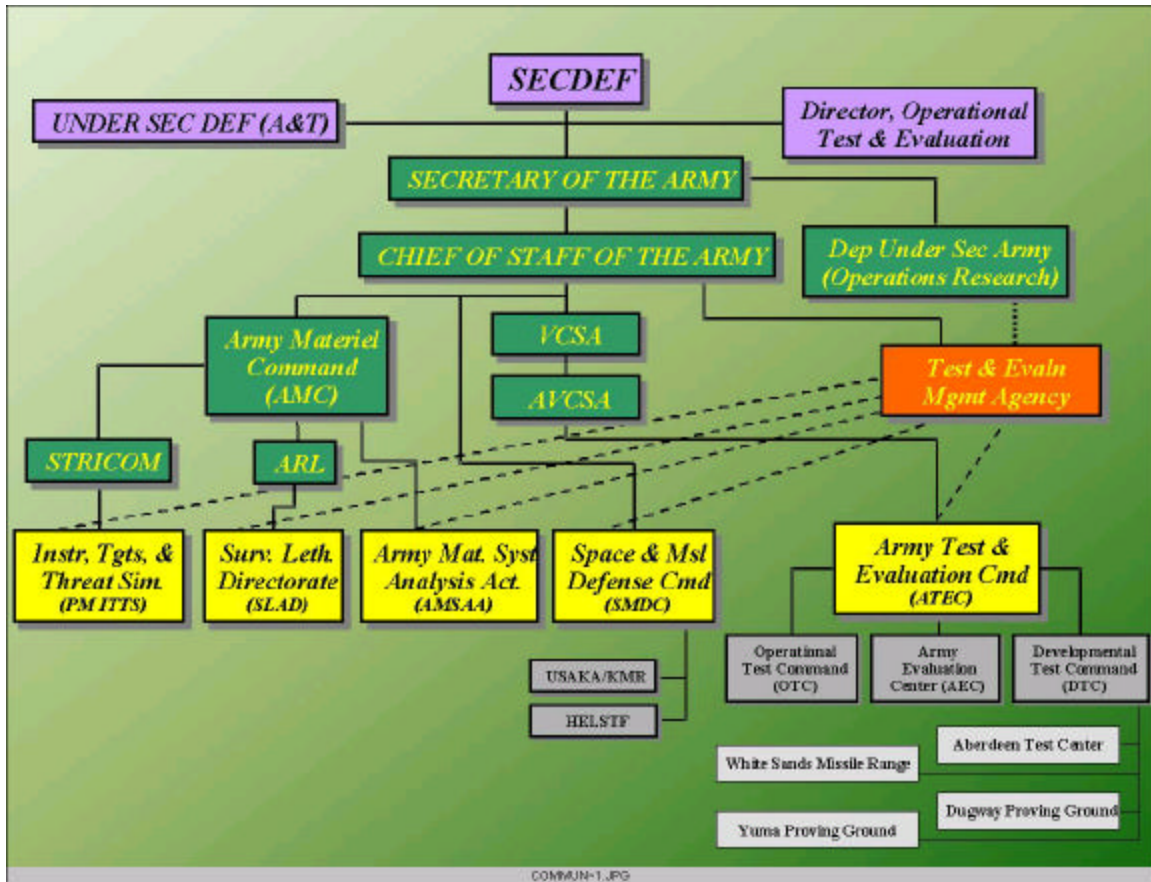 SECDEF
UNDER SEC DEF (A&T)
Director, Operational
Test & Evaluation
SECRETARY OF THE ARMY
CHIEF OF STAFF OF THE ARMY
Dep Under Sec Army
(Operations Research)
Army Materiel
Command
(AMC)
VCSA
AVCSA
Test & Evaln
Mgmt Agency
STRICOM
ARL
Instr, Tgts, &
Threat Sim.
(PM ITTS)
Surv. Leth.
Directorate
(SLAD)
Army Mat. Syst
Analysis Act.
(AMSAA)
Space & Msl
Defense Cmd
(SMDC)
Army Test &
Evaluation Cmd
(ATEC)
Operational
Test Command
(OTC)
Army
Evaluation
Center (AEC)
Developmental
Test Command
(DTC)
USAKA/KMR
HELSTF
Aberdeen Test Center
White Sands Missile Range
Dugway Proving Ground
Yuma Proving Ground
COMMUN~1.JPG